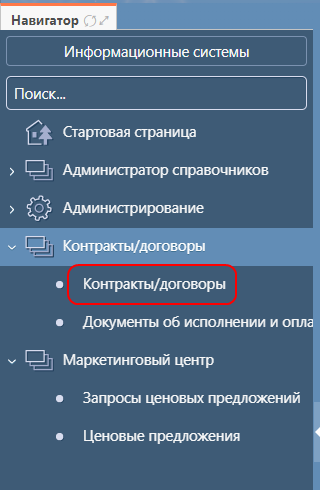 Навигатор
Информационные системы
Поиск...
Стартовая страница
Администратор справочников
Администрирование
Контракты/договоры
Контракты/договоры
Документы об исполнении и опла
Маркетинговый центр
Запросы ценовых предложений
Ценовые предложения